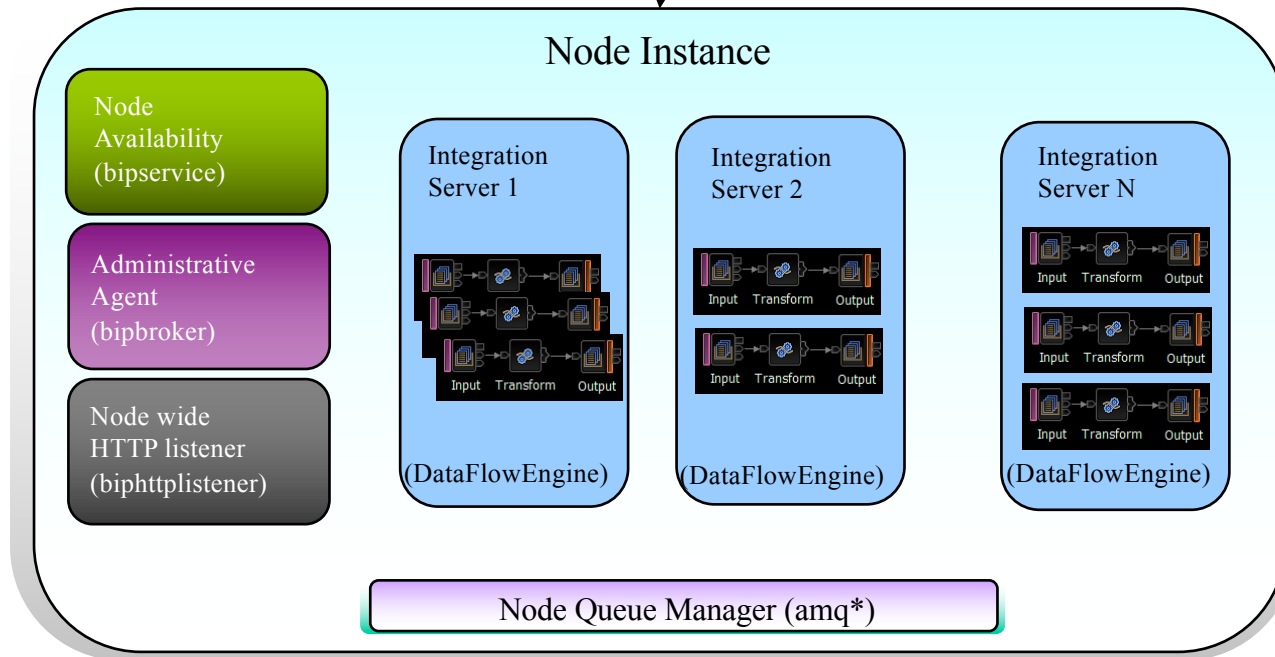 Node Instance
Node
Availability
(bipservice)
Administrative
Agent
(bipbroker)
Node wide
HTTP listener
(biphttplistener)
Integration
Server 1
Input Transform Output
(DataFlowEngine)
Integration
Server 2
Input Transform Output
Input Transform Output
(DataFlowEngine)
Integration
Server N
Input Transform Output
Input Transform Output
Input Transform Output
(DataFlowEngine)
Node Queue Manager (amq*)